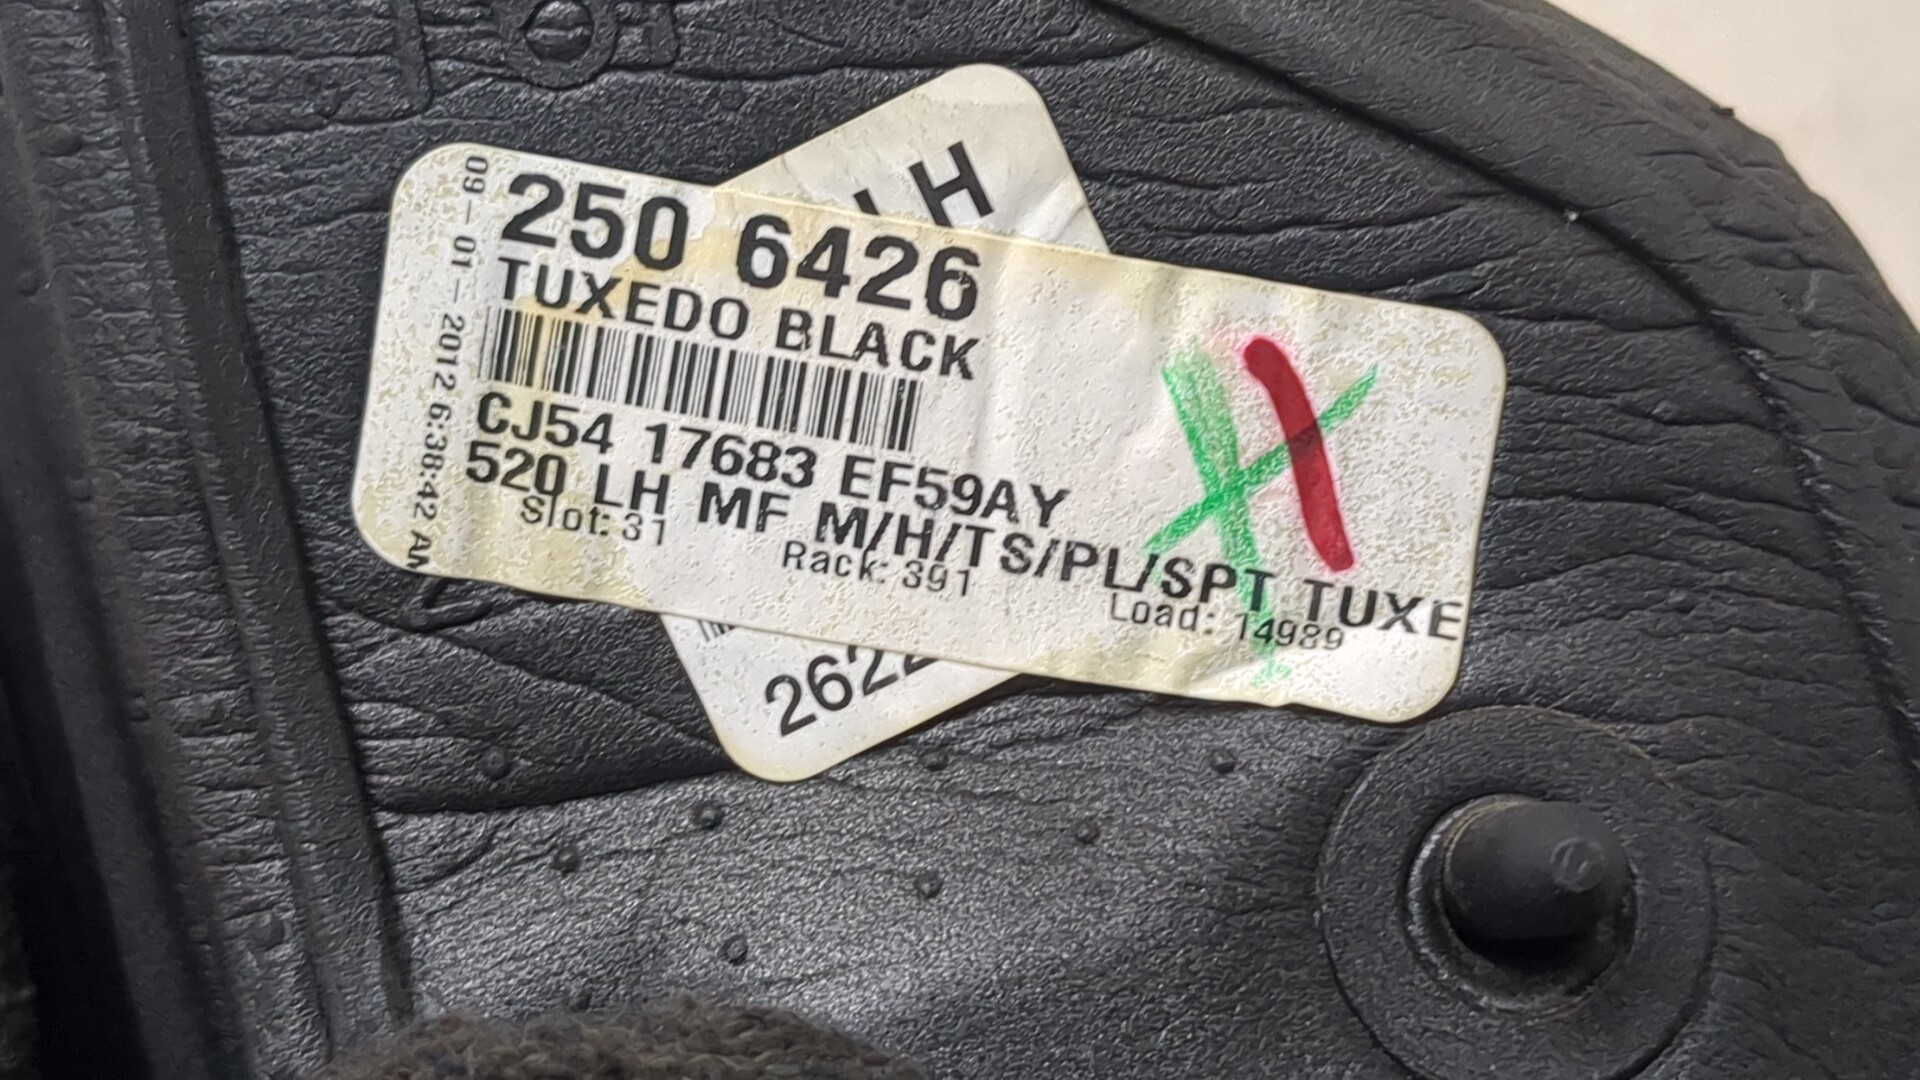 LH
250 6426
TUXEDO BLACK
CJ54 17683 EF59AY
520 LH MF M/H/TS/PL/SPT TUXE
Slot: 31 Rack: 391 Load: 14989
09-01-2012 6:38:42 AM
262